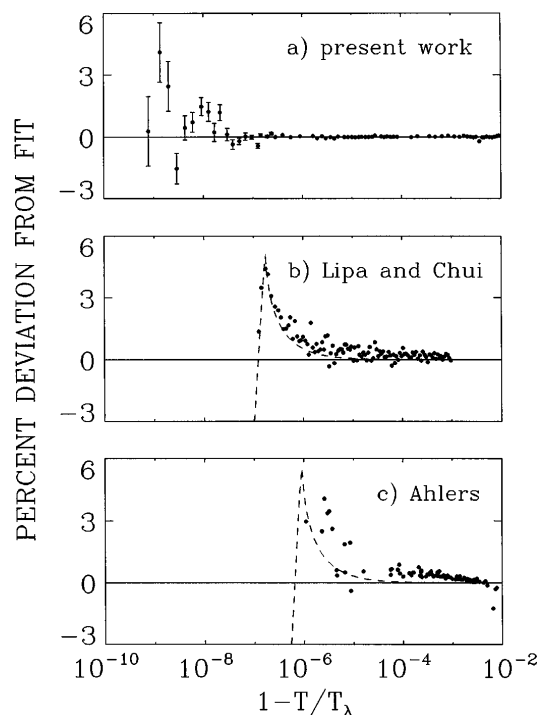 PERCENT DEVIATION FROM FIT
6
3
0
−3
a) present work
6
3
0
−3
b) Lipa and Chui
6
3
0
−3
c) Ahlers
10⁻¹⁰ 10⁻⁸ 10⁻⁶ 10⁻⁴ 10⁻²
1−T/T_λ